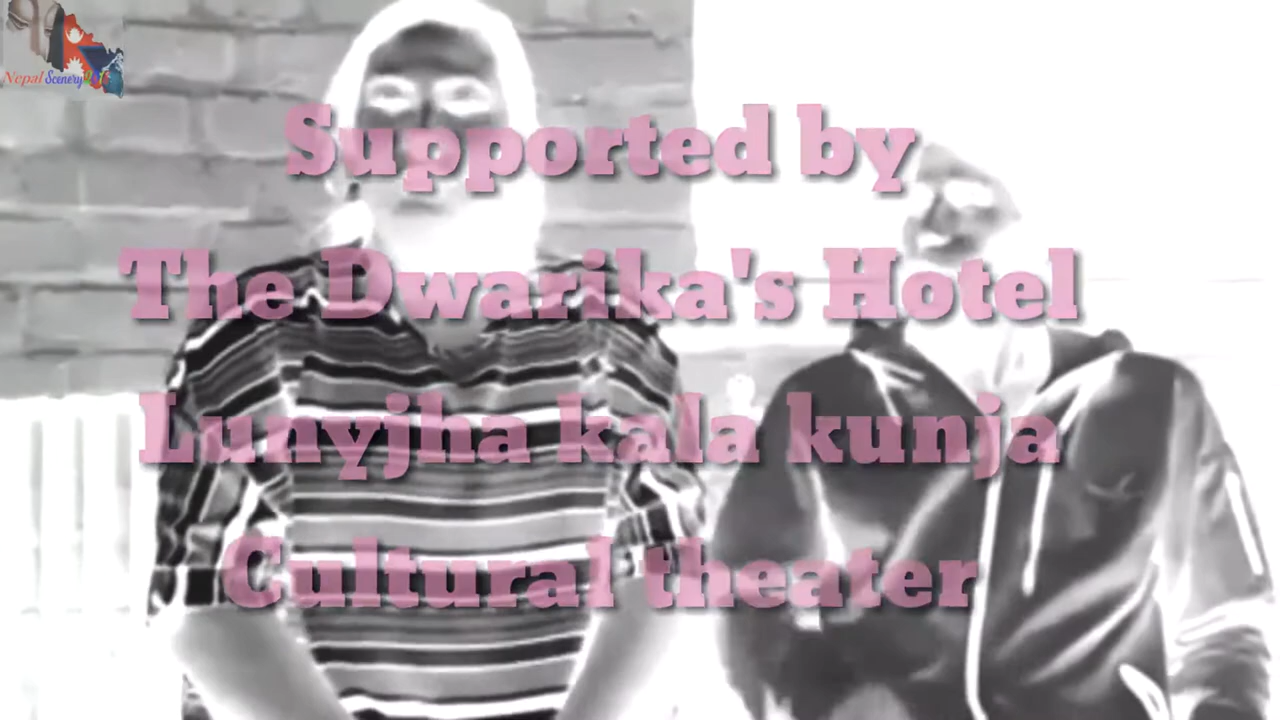 Nepal Scenery
Supported by
The Dwarika's Hotel
Lunyjha kala kunja
Cultural theater